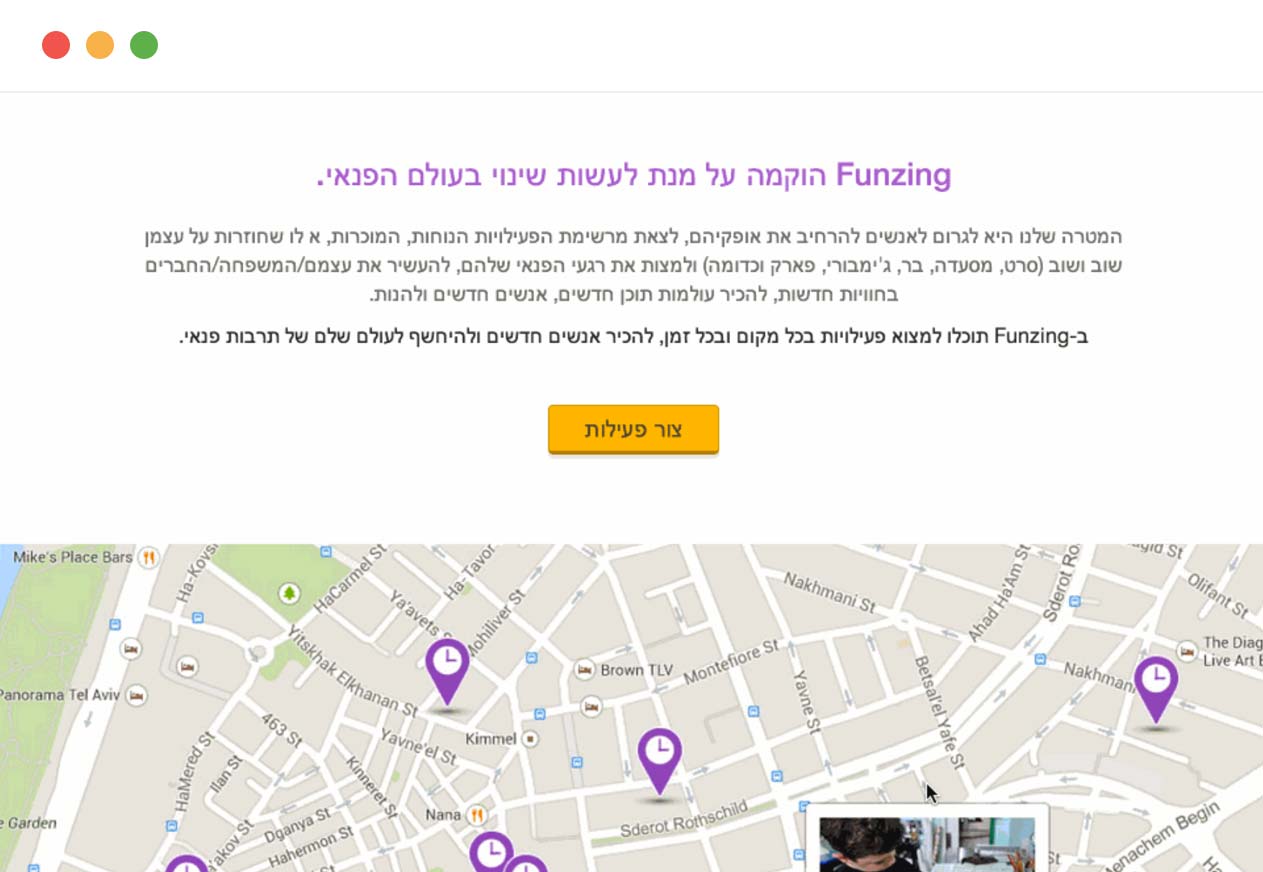 Funzing הוקמה על מנת לעשות שינוי בעולם הפנאי.
המטרה שלנו היא לגרום לאנשים להרחיב את אופקיהם, לצאת מרשימת הפעילויות הנוחות, המוכרות, א לו שחוזרות על עצמן
שוב ושוב (סרט, מסעדה, בר, ג'ימבורי, פארק וכדומה) ולמצות את רגעי הפנאי שלהם, להעשיר את עצמם/המשפחה/החברים
בחוויות חדשות, להכיר עולמות תוכן חדשים, אנשים חדשים ולהנות.
ב-Funzing תוכלו למצוא פעילויות בכל מקום ובכל זמן, להכיר אנשים חדשים ולהיחשף לעולם שלם של תרבות פנאי.
צור פעילות
Mike's Place Bars
HaCarmel St
Ha-Tavor
Nakhmani St
Ahad Ha'Am St
Sderot Ro
Olifant St
Ya'avets S
Mohiliver St
Yitskhak Elkhanan St
Brown TLV
Montefiore St
The Diag
Live Art
Nakhman
Panorama Tel Aviv
463 St
Yavne St
Betsal'el Yafe St
Kimmel
Yavne'el St
HaMered St
Ilan St
Kinneret St
Nana
Sderot Rothschild
e Garden
Dganya St
Hahermon St
Menachem Begin
St